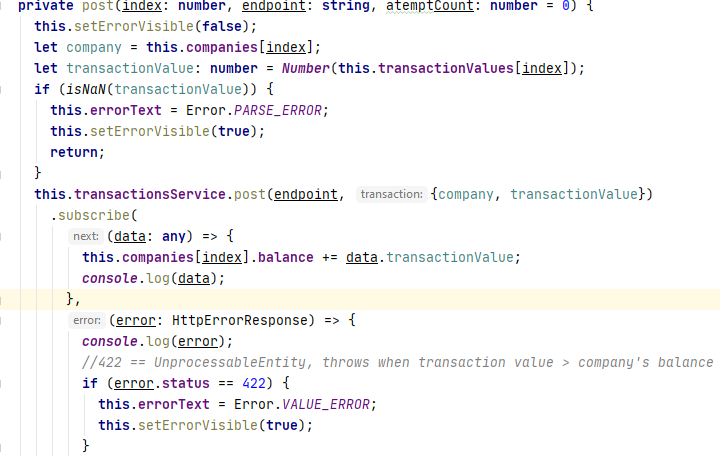 private post(index: number, endpoint: string, atemptCount: number = 0) {
this.setErrorVisible(false);
let company = this.companies[index];
let transactionValue: number = Number(this.transactionValues[index]);
if (isNaN(transactionValue)) {
this.errorText = Error.PARSE_ERROR;
this.setErrorVisible(true);
return;
}
this.transactionsService.post(endpoint, transaction: {company, transactionValue})
.subscribe(
next: (data: any) => {
this.companies[index].balance += data.transactionValue;
console.log(data);
},
error: (error: HttpErrorResponse) => {
console.log(error);
//422 == UnprocessableEntity, throws when transaction value > company's balance
if (error.status == 422) {
this.errorText = Error.VALUE_ERROR;
this.setErrorVisible(true);
}